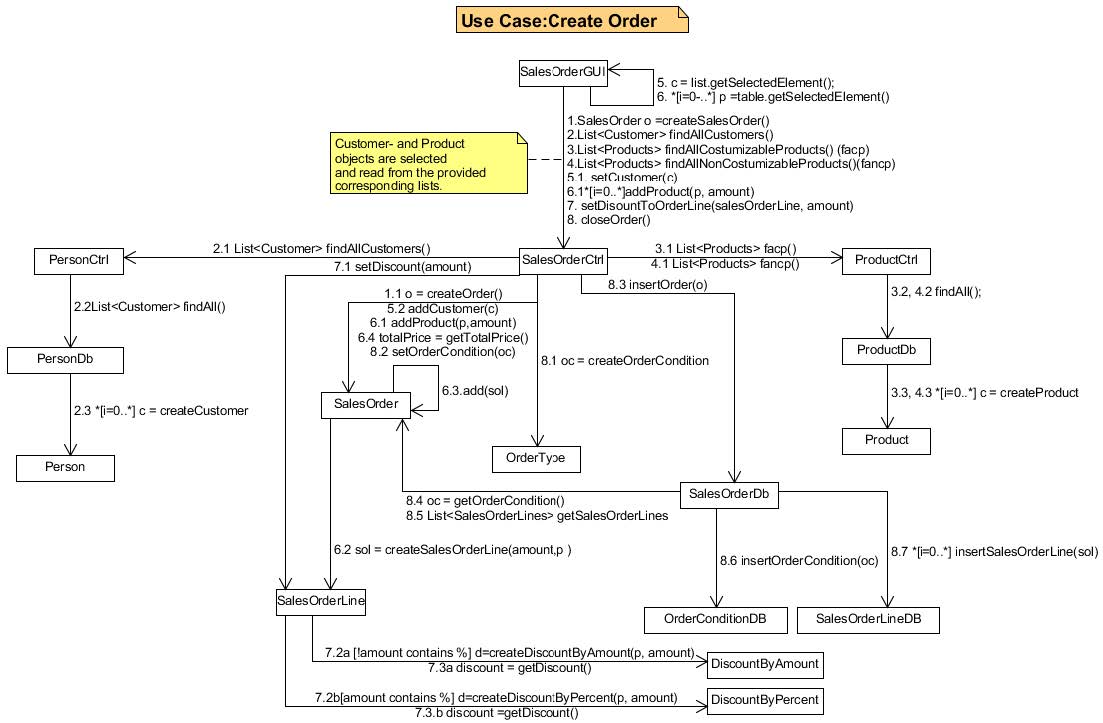 Use Case:Create Order
SalesOrderGUI
5. c = list.getSelectedElement();
6. *[i=0-..*] p =table.getSelectedElement()
1.SalesOrder o =createSalesOrder()
2.List<Customer> findAllCustomers()
3.List<Products> findAllCostumizableProducts() (facp)
4.List<Products> findAllNonCostumizableProducts()(fancp)
5.1. setCustomer(c)
6.1*[i=0..*]addProduct(p, amount)
7. setDisountToOrderLine(salesOrderLine, amount)
8. closeOrder()
Customer- and Product
objects are selected
and read from the provided
corresponding lists.
PersonCtrl
2.1 List<Customer> findAllCustomers()
SalesOrderCtrl
3.1 List<Products> facp()
4.1 List<Products> fancp()
ProductCtrl
7.1 setDiscount(amount)
2.2List<Customer> findAll()
1.1 o = createOrder()
5.2 addCustomer(c)
6.1 addProduct(p,amount)
6.4 totalPrice = getTotalPrice()
8.2 setOrderCondition(oc)
8.3 insertOrder(o)
3.2, 4.2 findAll();
PersonDb
8.1 oc = createOrderCondition
ProductDb
6.3.add(sol)
2.3 *[i=0..*] c = createCustomer
SalesOrder
3.3, 4.3 *[i=0..*] c = createProduct
Person
OrderType
Product
SalesOrderDb
8.4 oc = getOrderCondition()
8.5 List<SalesOrderLines> getSalesOrderLines
6.2 sol = createSalesOrderLine(amount,p )
8.6 insertOrderCondition(oc)
8.7 *[i=0..*] insertSalesOrderLine(sol)
SalesOrderLine
OrderConditionDB
SalesOrderLineDB
7.2a [!amount contains %] d=createDiscountByAmount(p, amount)
7.3a discount = getDiscount()
DiscountByAmount
7.2b[amount contains %] d=createDiscountByPercent(p, amount)
7.3.b discount =getDiscount()
DiscountByPercent